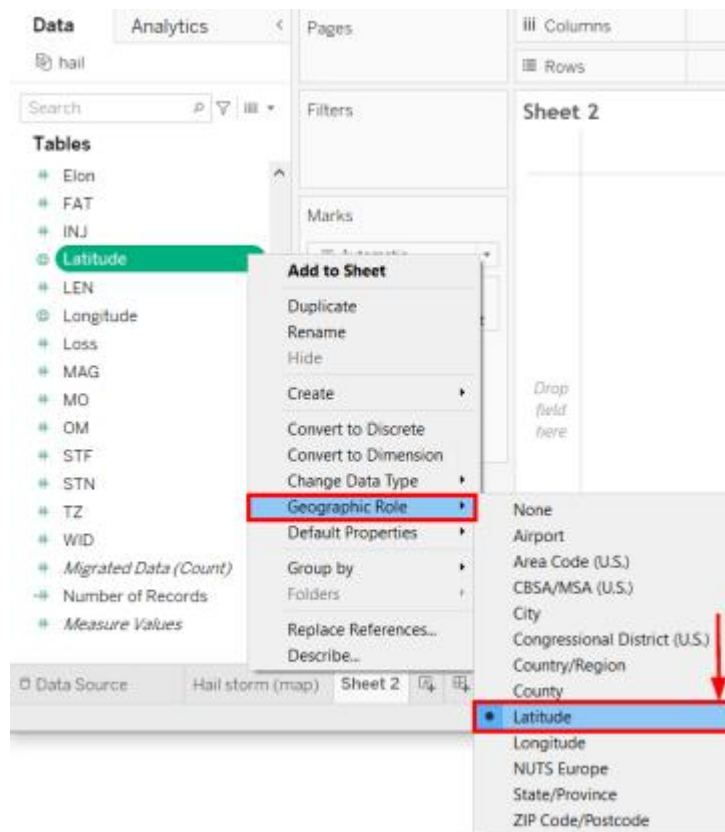 Data
Analytics
Pages
Columns
hail
Rows
Search
Filters
Sheet 2
Tables
Elon
FAT
INJ
Marks
Latitude
LEN
Longitude
Loss
MAG
MO
OM
STF
STN
TZ
WID
Migrated Data (Count)
Number of Records
Measure Values
Add to Sheet
Duplicate
Rename
Hide
Create
Convert to Discrete
Convert to Dimension
Change Data Type
Geographic Role
Default Properties
Group by
Folders
Replace References...
Describe...
Drop
field
here
None
Airport
Area Code (U.S.)
CBSA/MSA (U.S.)
City
Congressional District (U.S.)
Country/Region
County
Latitude
Longitude
NUTS Europe
State/Province
ZIP Code/Postcode
Data Source
Hail storm (map)
Sheet 2